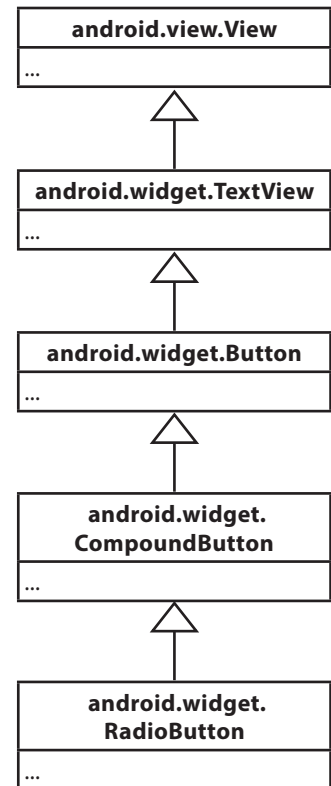 android.view.View
...
android.widget.TextView
...
android.widget.Button
...
android.widget.
CompoundButton
...
android.widget.
RadioButton
...